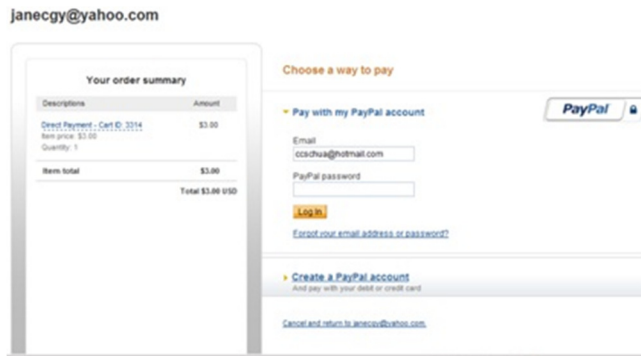 janecgy@yahoo.com
Your order summary
Descriptions Amount
Direct Payment - Cart ID: 3314 $3.00
Item price: $3.00
Quantity: 1
Item total $3.00
Total $3.00 USD
Choose a way to pay
Pay with my PayPal account
PayPal
Email
ccschua@hotmail.com
PayPal password
Log In
Forgot your email address or password?
Create a PayPal account
And pay with your debit or credit card
Cancel and return to janecgy@yahoo.com.